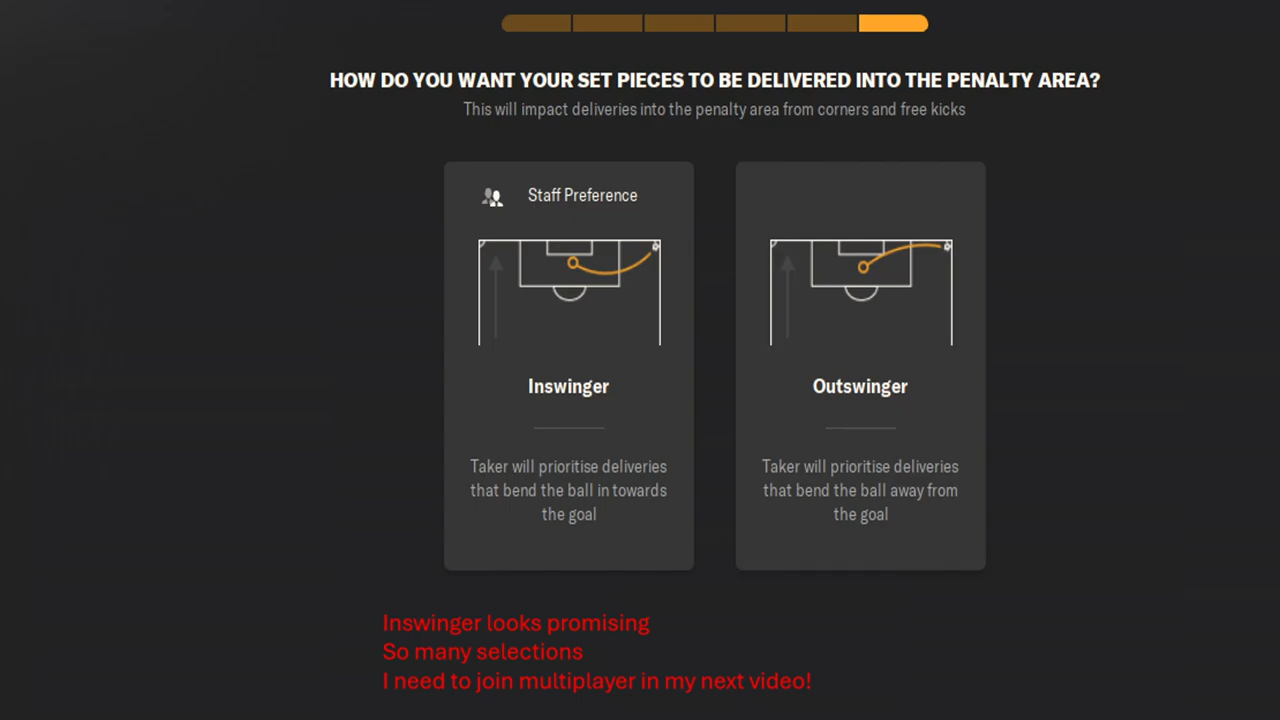 HOW DO YOU WANT YOUR SET PIECES TO BE DELIVERED INTO THE PENALTY AREA?
This will impact deliveries into the penalty area from corners and free kicks
Staff Preference
Inswinger
Taker will prioritise deliveries
that bend the ball in towards
the goal
Outswinger
Taker will prioritise deliveries
that bend the ball away from
the goal
Inswinger looks promising
So many selections
I need to join multiplayer in my next video!